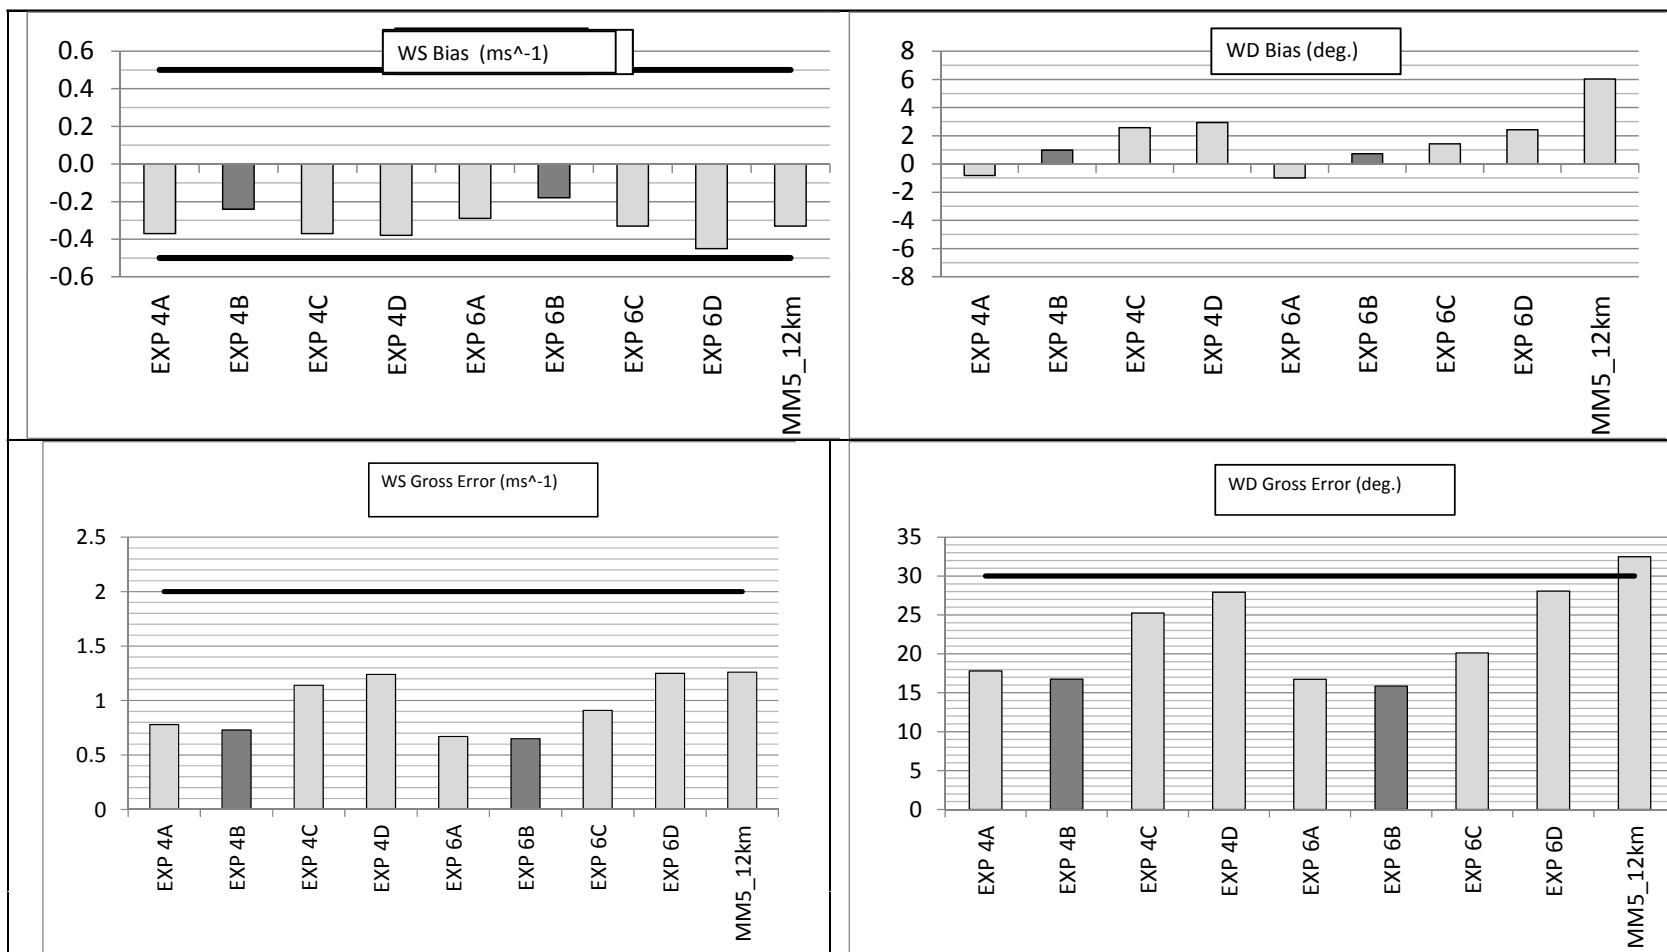 WS Bias (ms^-1)
0.6
0.4
0.2
0.0
-0.2
-0.4
-0.6
EXP 4A
EXP 4B
EXP 4C
EXP 4D
EXP 6A
EXP 6B
EXP 6C
EXP 6D
MM5_12km
WD Bias (deg.)
8
6
4
2
0
-2
-4
-6
-8
EXP 4A
EXP 4B
EXP 4C
EXP 4D
EXP 6A
EXP 6B
EXP 6C
EXP 6D
MM5_12km
WS Gross Error (ms^-1)
2.5
2
1.5
1
0.5
0
EXP 4A
EXP 4B
EXP 4C
EXP 4D
EXP 6A
EXP 6B
EXP 6C
EXP 6D
MM5_12km
WD Gross Error (deg.)
35
30
25
20
15
10
5
0
EXP 4A
EXP 4B
EXP 4C
EXP 4D
EXP 6A
EXP 6B
EXP 6C
EXP 6D
MM5_12km